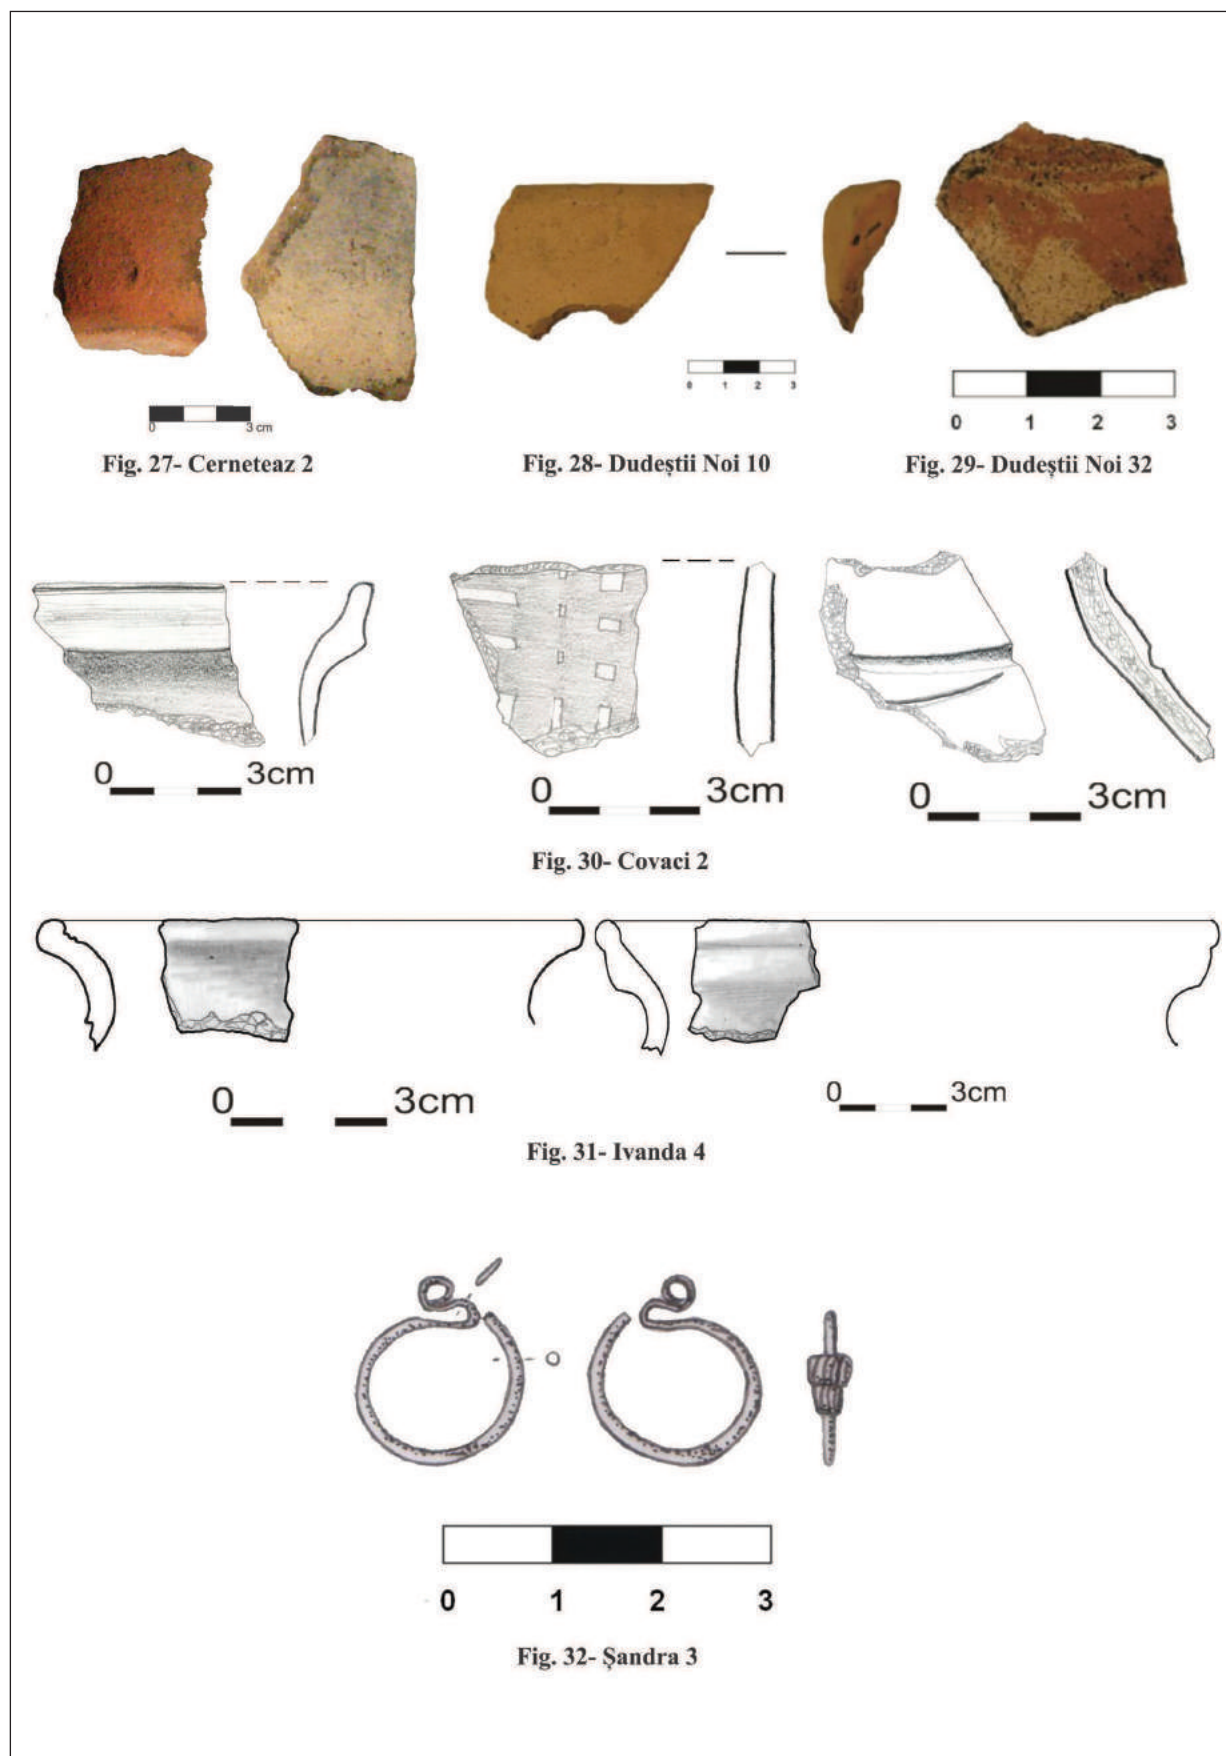 0 3 cm
0 1 2 3
0 1 2 3
Fig. 27- Cerneteaz 2
Fig. 28- Dudeștii Noi 10
Fig. 29- Dudeștii Noi 32
0 3cm
0 3cm
0 3cm
Fig. 30- Covaci 2
0 3cm
0 3cm
Fig. 31- Ivanda 4
0 1 2 3
Fig. 32- Șandra 3